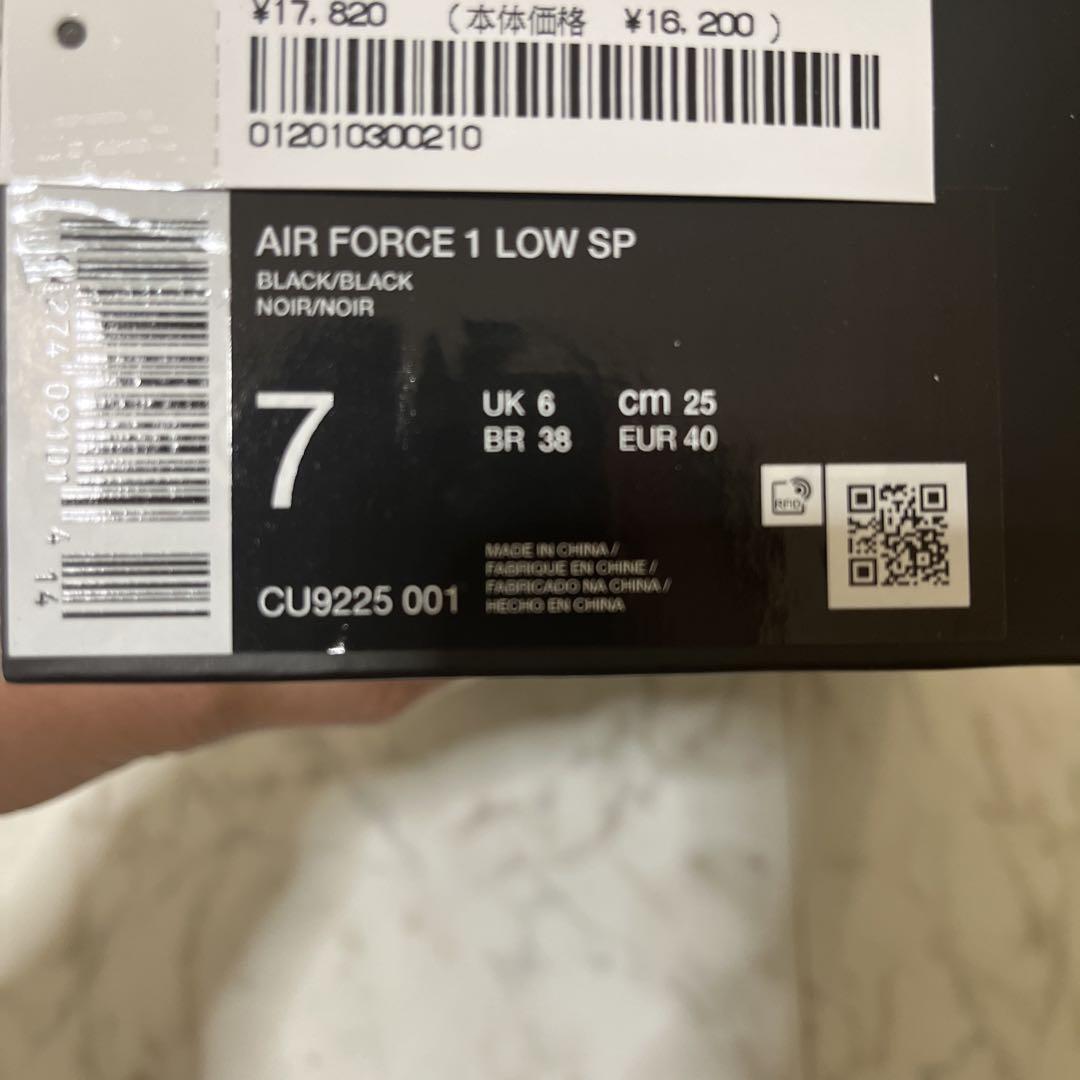 ¥17,820 (本体価格 ¥16,200)
012010300210
AIR FORCE 1 LOW SP
BLACK/BLACK
NOIR/NOIR
7
UK 6 cm 25
BR 38 EUR 40
RFID
MADE IN CHINA /
FABRIQUE EN CHINE /
FABRICADO NA CHINA /
HECHO EN CHINA
CU9225 001
4
14